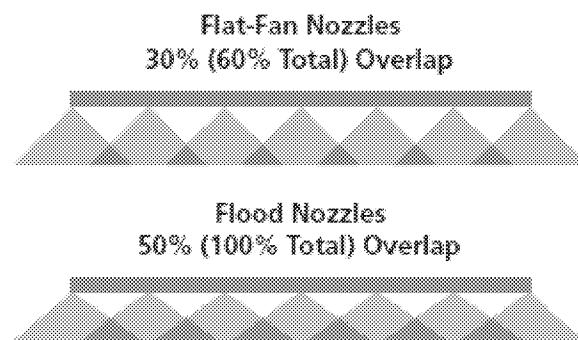 Flat-Fan Nozzles
30% (60% Total) Overlap
Flood Nozzles
50% (100% Total) Overlap